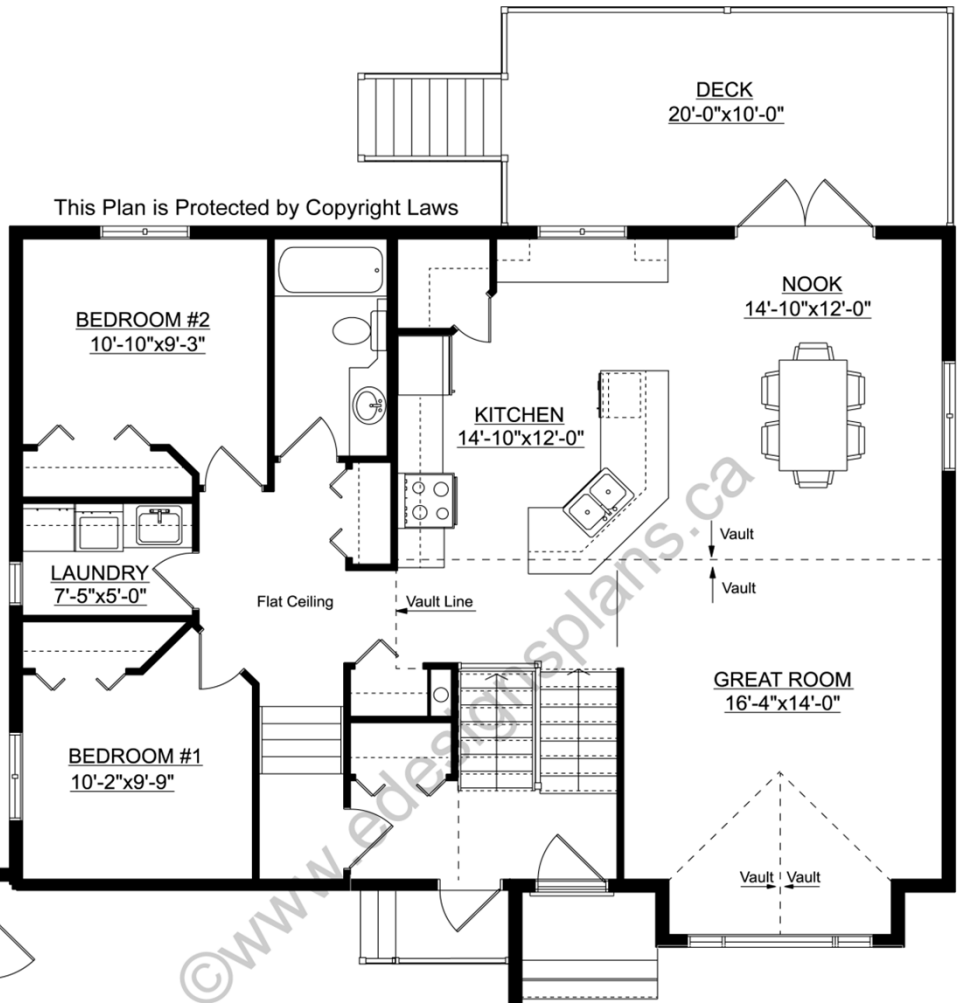 DECK
20'-0"x10'-0"
This Plan is Protected by Copyright Laws
BEDROOM #2
10'-10"x9'-3"
NOOK
14'-10"x12'-0"
KITCHEN
14'-10"x12'-0"
Vault
Vault
LAUNDRY
7'-5"x5'-0"
Flat Ceiling
Vault Line
GREAT ROOM
16'-4"x14'-0"
BEDROOM #1
10'-2"x9'-9"
Vault Vault
©www.edesignsplans.ca